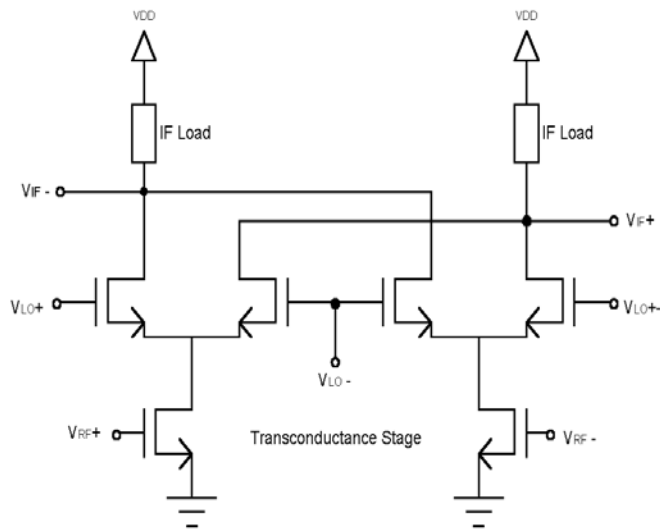 VDD
VDD
IF Load
IF Load
VIF -
VIF+
VLO+
VLO+-
VLO -
VRF+
Transconductance Stage
VRF -